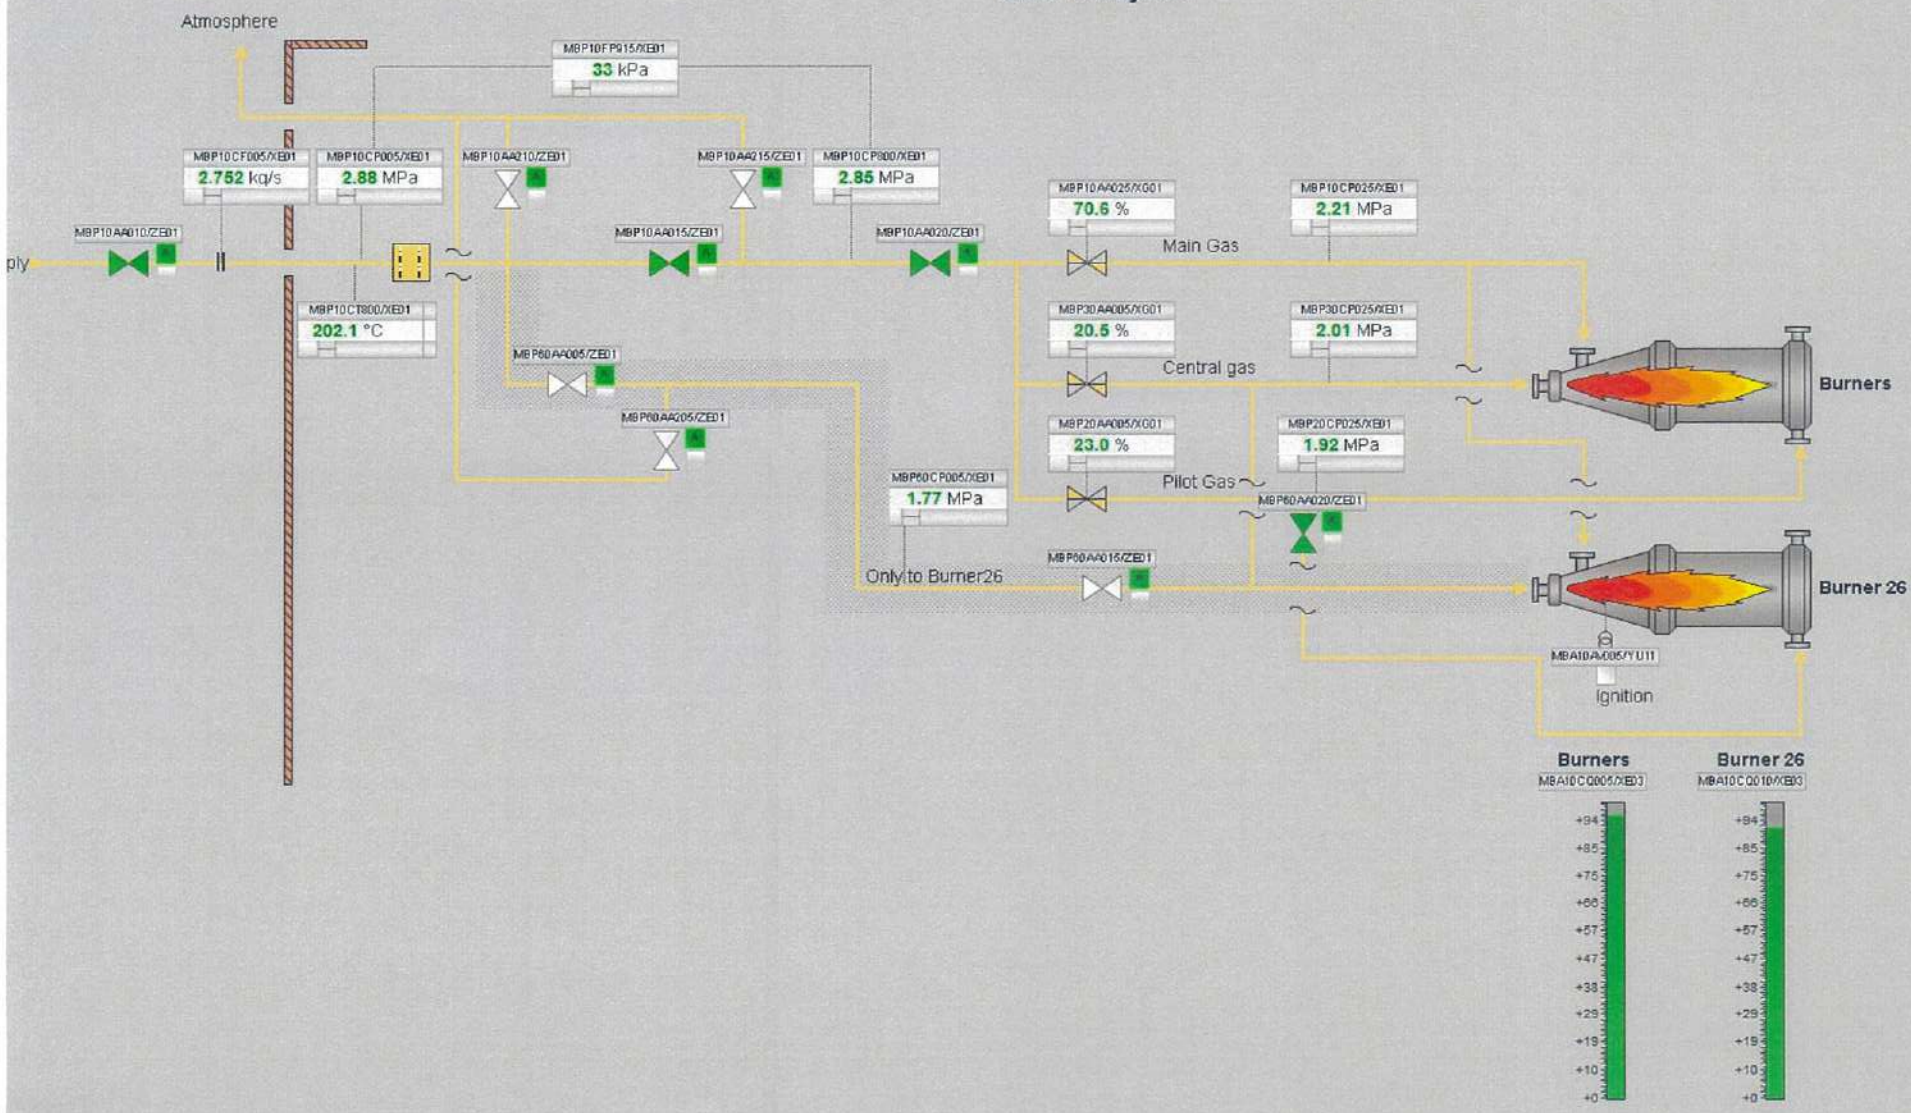 Atmosphere
MBP10FP915/XE01
33 kPa
MBP10CF005/XE01
2.752 kg/s
MBP10CP005/XE01
2.88 MPa
MBP10AA210/ZE01
A
MBP10AA215/ZE01
A
MBP10CP800/XE01
2.85 MPa
MBP10AA025/XG01
70.6 %
MBP10CP025/XE01
2.21 MPa
MBP10AA010/ZE01
A
MBP10AA015/ZE01
A
MBP10AA020/ZE01
A
Main Gas
ply
MBP10CT800/XE01
202.1 °C
MBP30AA005/XG01
20.5 %
MBP30CP025/XE01
2.01 MPa
MBP60AA005/ZE01
A
Central gas
Burners
MBP60AA205/ZE01
A
MBP20AA005/XG01
23.0 %
MBP20CP025/XE01
1.92 MPa
MBP60CP005/XE01
1.77 MPa
Pilot Gas
MBP60AA020/ZE01
A
MBP60AA015/ZE01
A
Only to Burner26
Burner 26
MBA10AV005/YU11
Ignition
Burners
MBA10CQ005/XE03
+94
+85
+75
+66
+57
+47
+38
+29
+19
+10
+0
Burner 26
MBA10CQ010/XE03
+94
+85
+75
+66
+57
+47
+38
+29
+19
+10
+0